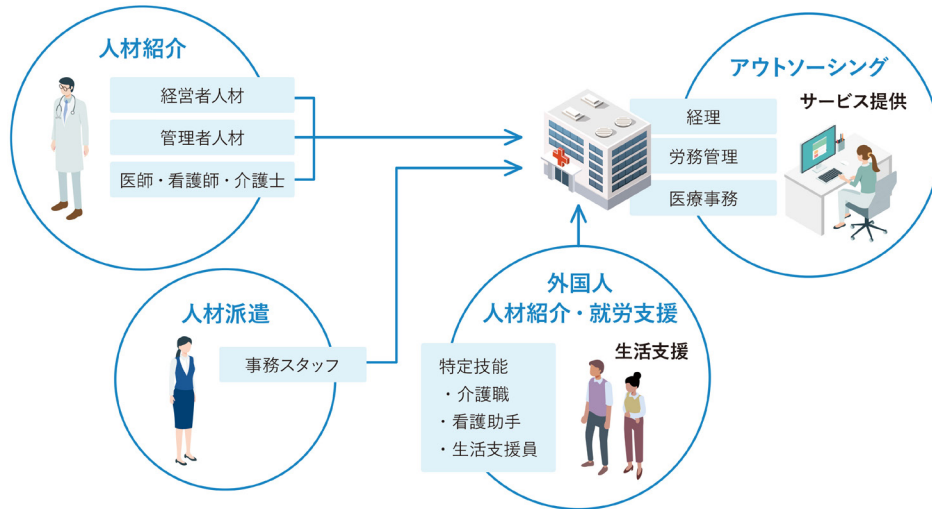 人材紹介
経営者人材
管理者人材
医師・看護師・介護士
アウトソーシング
サービス提供
経理
労務管理
医療事務
人材派遣
事務スタッフ
外国人
人材紹介・就労支援
生活支援
特定技能
・介護職
・看護助手
・生活支援員